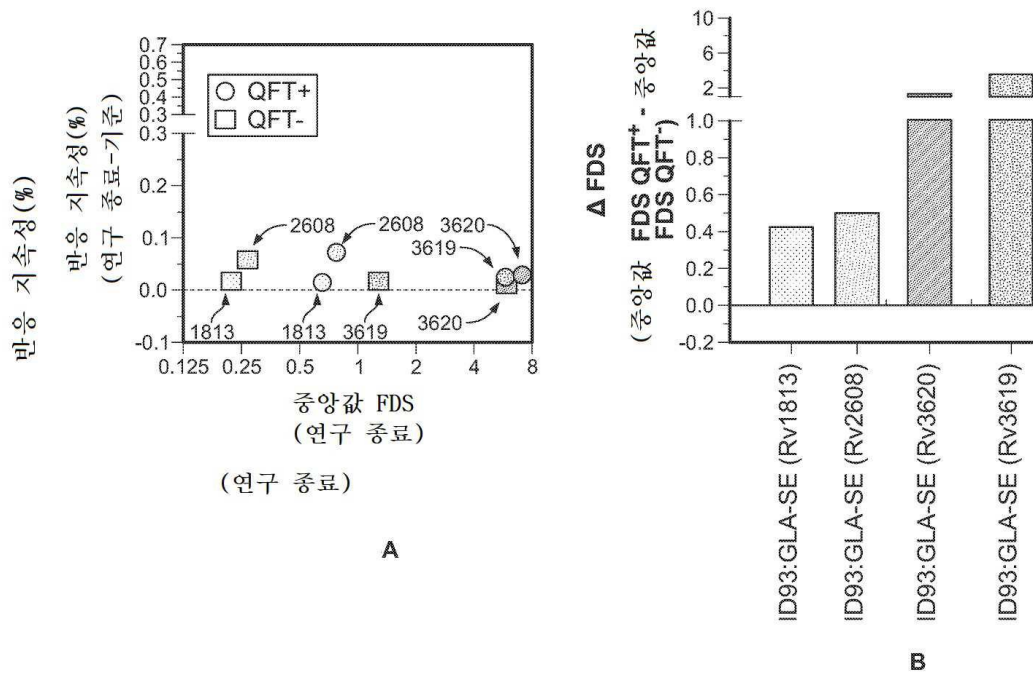 반응 지속성(%)
반응 지속성(%)
(연구 종료-기준)
0.7
0.6
0.5
0.4
0.3
0.3
0.2
0.1
0.0
-0.1
QFT+
QFT-
2608
2608
3620
3619
1813
1813
3619
3620
0.125
0.25
0.5
1
2
4
8
중앙값 FDS
(연구 종료)
(연구 종료)
A
Δ FDS
(중앙값 FDS QFT+ - 중앙값
FDS QFT-)
10
6
2
1.0
0.8
0.6
0.4
0.2
0.0
-0.2
ID93:GLA-SE (Rv1813)
ID93:GLA-SE (Rv2608)
ID93:GLA-SE (Rv3620)
ID93:GLA-SE (Rv3619)
B